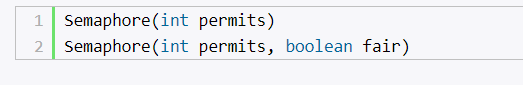 1 Semaphore(int permits)
2 Semaphore(int permits, boolean fair)